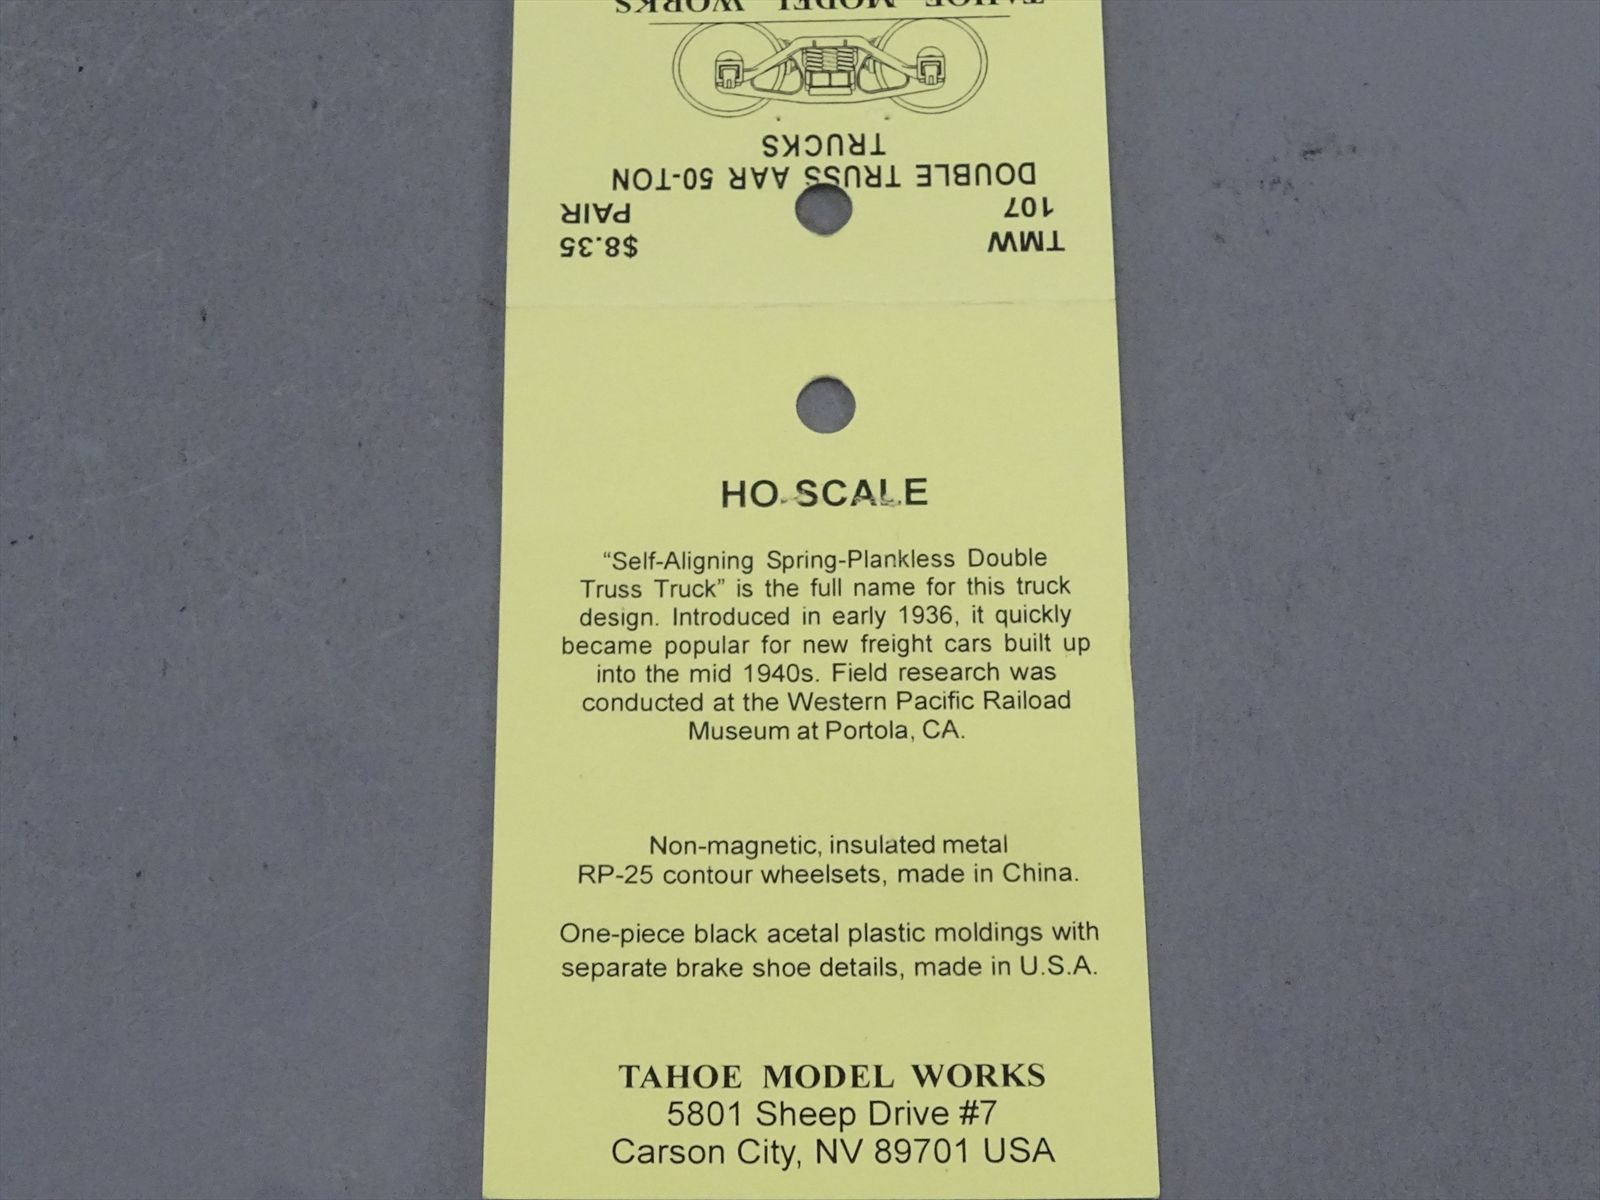 TAHOE MODEL WORKS
TRUCKS
DOUBLE TRUSS AAR 50-TON
107 PAIR
TMW $8.35
HO SCALE
“Self-Aligning Spring-Plankless Double
Truss Truck” is the full name for this truck
design. Introduced in early 1936, it quickly
became popular for new freight cars built up
into the mid 1940s. Field research was
conducted at the Western Pacific Raiload
Museum at Portola, CA.
Non-magnetic, insulated metal
RP-25 contour wheelsets, made in China.
One-piece black acetal plastic moldings with
separate brake shoe details, made in U.S.A.
TAHOE MODEL WORKS
5801 Sheep Drive #7
Carson City, NV 89701 USA